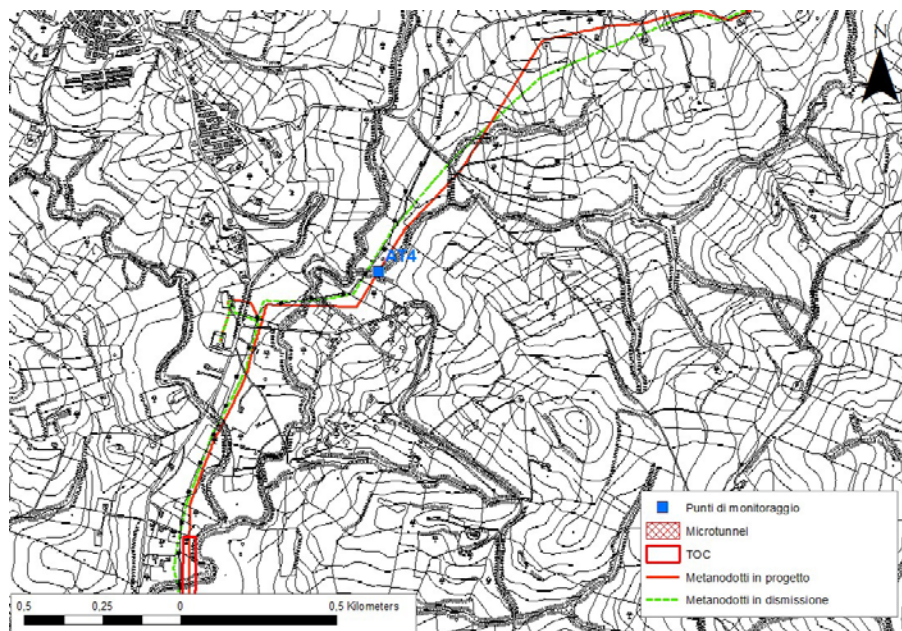 N
AT4
Punti di monitoraggio
Microtunnel
TOC
Metanodotti in progetto
Metanodotti in dismissione
0.5 0,25 0 0.5 Kilometers